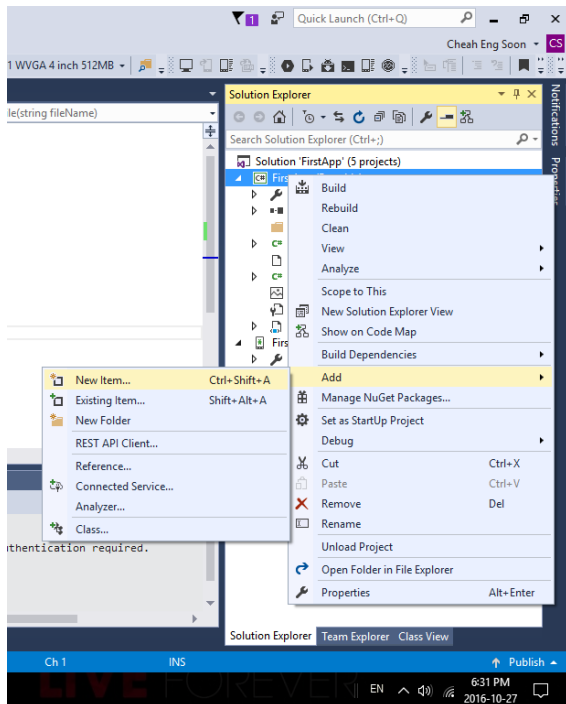 1
Quick Launch (Ctrl+Q)
Cheah Eng Soon
CS
1 WVGA 4 inch 512MB
Solution Explorer
Notifications
Properties
le(string fileName)
Search Solution Explorer (Ctrl+;)
Solution 'FirstApp' (5 projects)
C#
Build
Rebuild
Clean
View
C#
Analyze
C#
Scope to This
New Solution Explorer View
Show on Code Map
Firs
Build Dependencies
New Item... Ctrl+Shift+A
Add
Existing Item... Shift+Alt+A
Manage NuGet Packages...
New Folder
Set as StartUp Project
REST API Client...
Debug
Reference...
Cut Ctrl+X
Connected Service...
Paste Ctrl+V
Analyzer...
Remove Del
Class...
Rename
uthentication required.
Unload Project
Open Folder in File Explorer
Properties Alt+Enter
Solution Explorer Team Explorer Class View
Ch 1 INS Publish
LIVE FOREVER
EN
6:31 PM
2016-10-27